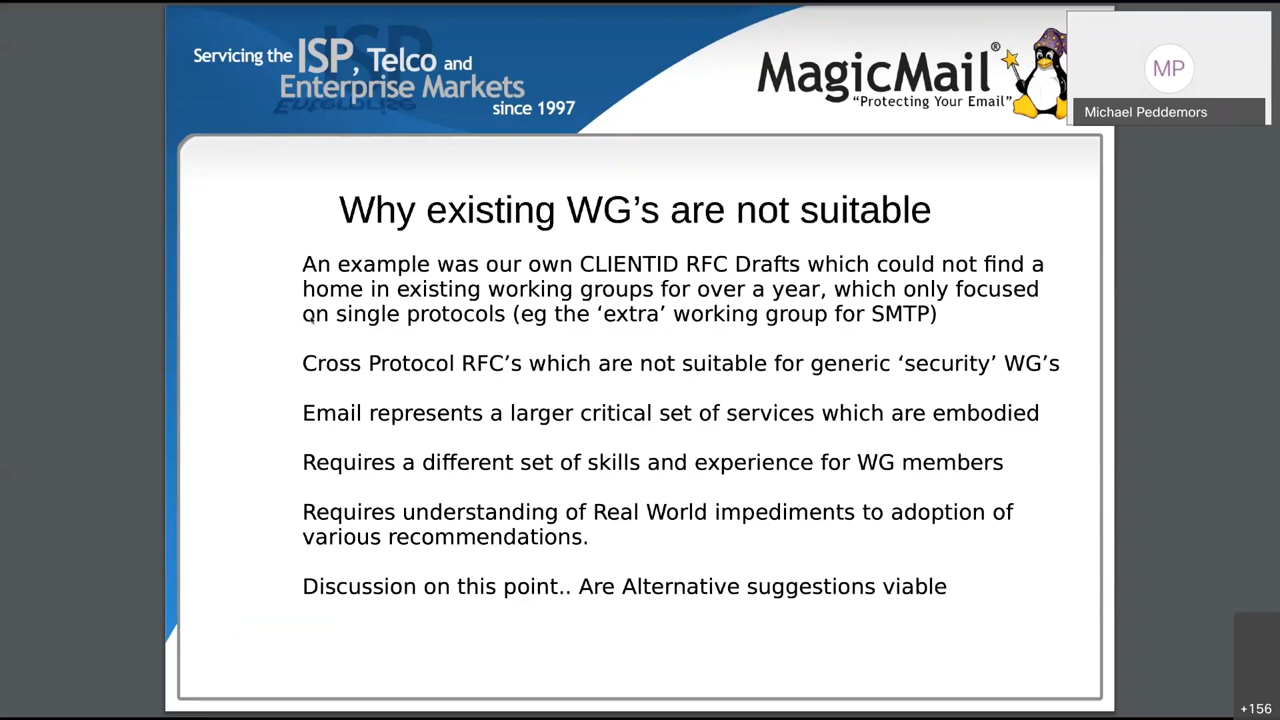 Servicing the ISP, Telco and
Enterprise Markets
since 1997
MagicMail®
“Protecting Your Email”
MP
Michael Peddemors
Why existing WG’s are not suitable
An example was our own CLIENTID RFC Drafts which could not find a
home in existing working groups for over a year, which only focused
on single protocols (eg the ‘extra’ working group for SMTP)
Cross Protocol RFC’s which are not suitable for generic ‘security’ WG’s
Email represents a larger critical set of services which are embodied
Requires a different set of skills and experience for WG members
Requires understanding of Real World impediments to adoption of
various recommendations.
Discussion on this point.. Are Alternative suggestions viable
+156